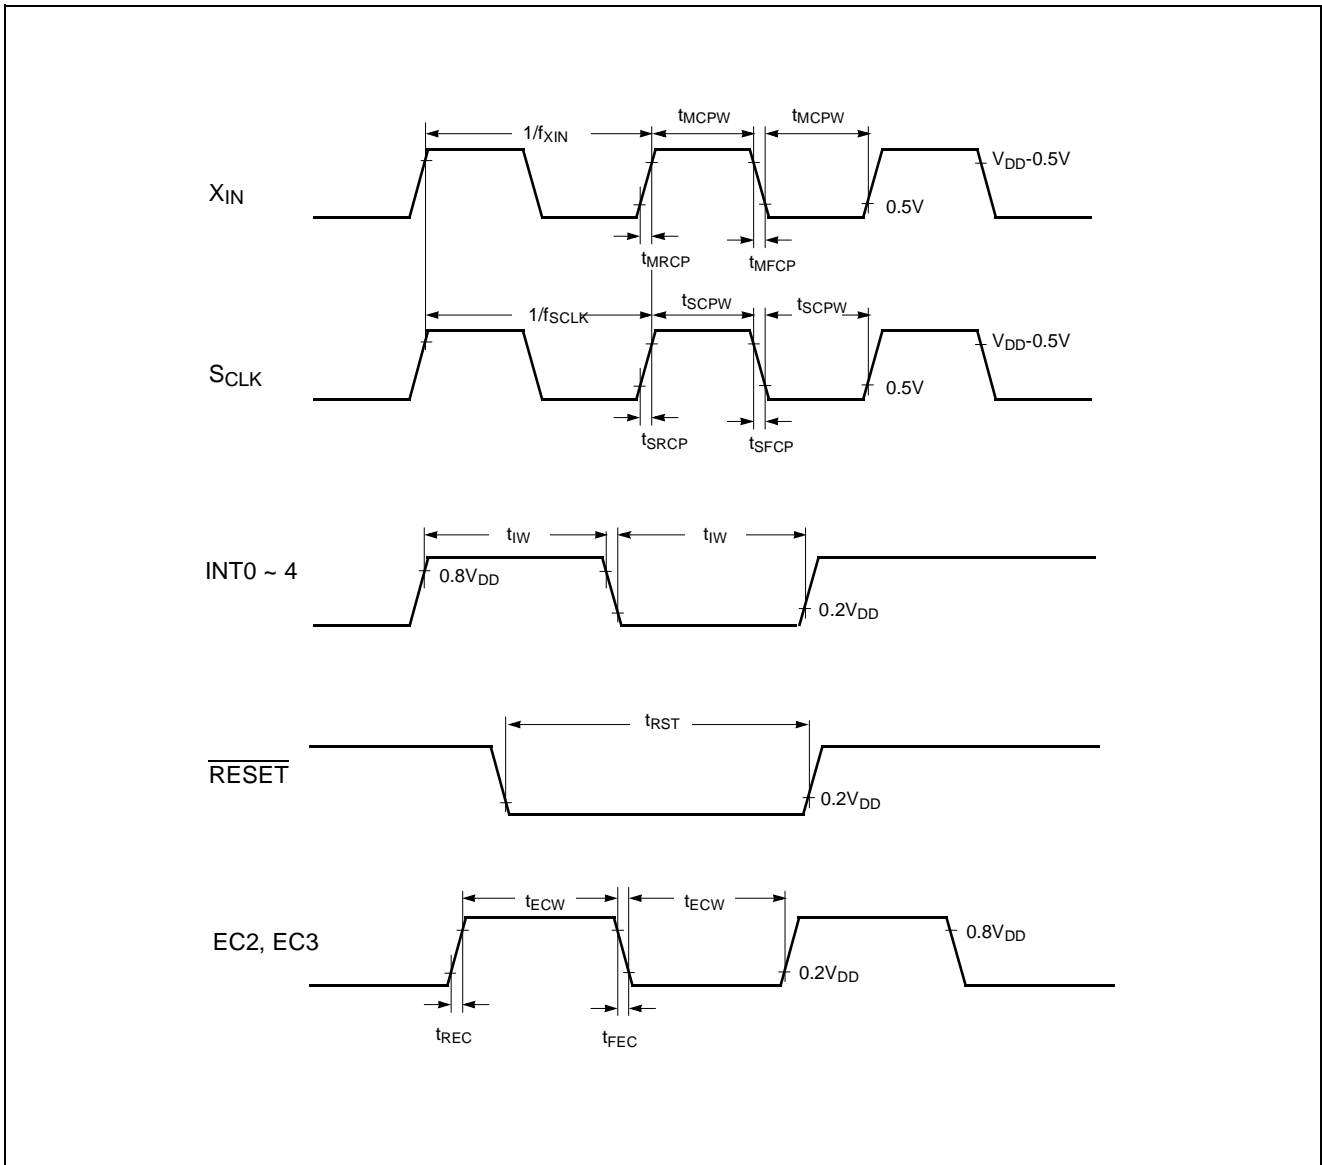 1/fXIN
tMCPW
tMCPW
XIN
VDD-0.5V
0.5V
tMRCP
tMFCP
1/fSCLK
tSCPW
tSCPW
SCLK
VDD-0.5V
0.5V
tSRCP
tSFCP
tIW
tIW
INT0 ~ 4
0.8VDD
0.2VDD
tRST
RESET
0.2VDD
tECW
tECW
EC2, EC3
0.8VDD
0.2VDD
tREC
tFEC